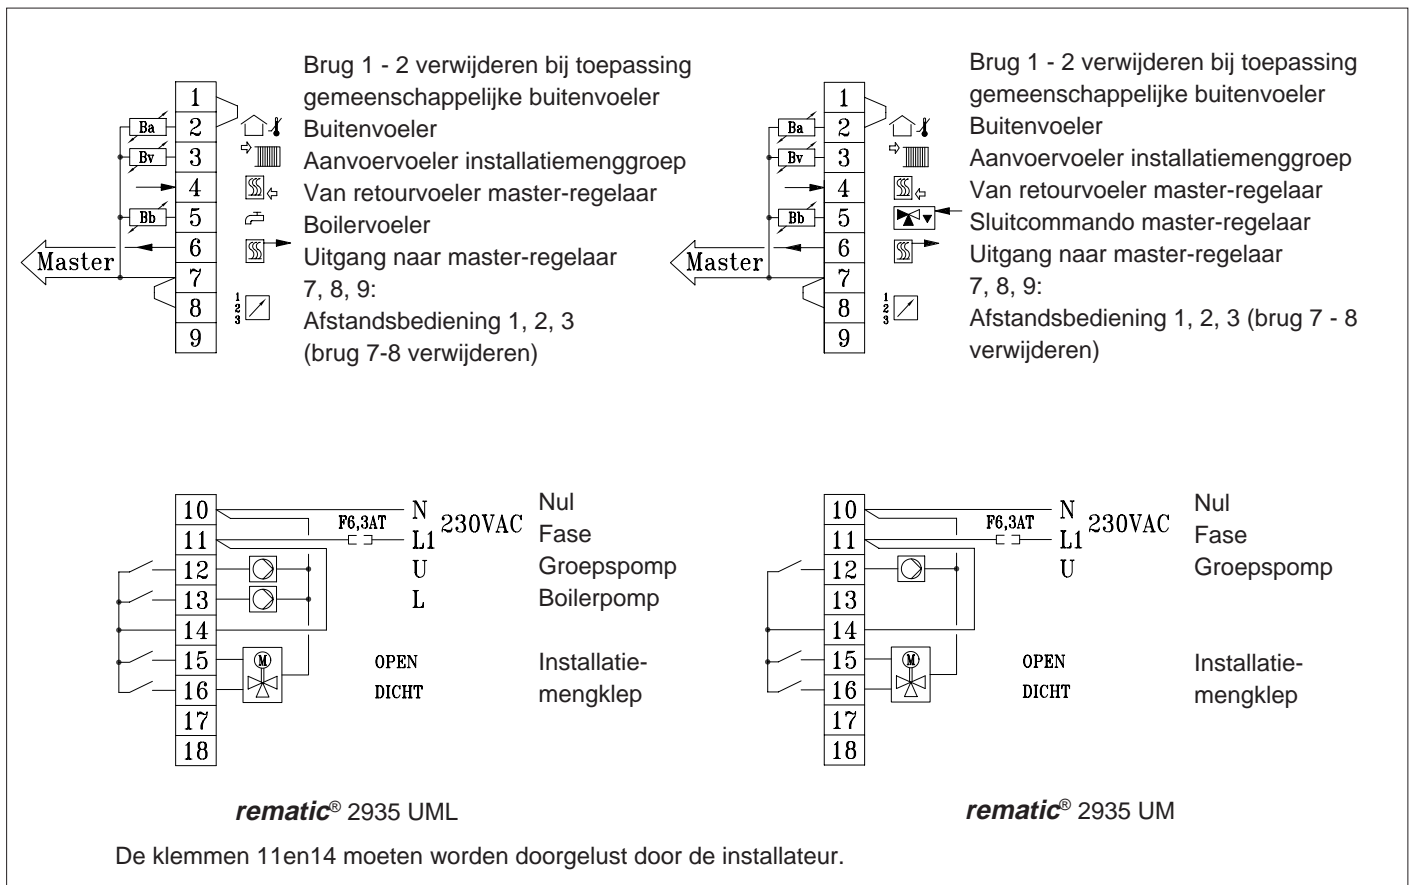 Brug 1 - 2 verwijderen bij toepassing
gemeenschappelijke buitenvoeler
1
2 Ba Buitenvoeler
3 Bv Aanvoervoeler installatiemenggroep
4 Van retourvoeler master-regelaar
5 Bb Boilervoeler
6 Uitgang naar master-regelaar
Master
7 7, 8, 9:
8 1 2 3 Afstandsbediening 1, 2, 3
9 (brug 7-8 verwijderen)
Brug 1 - 2 verwijderen bij toepassing
gemeenschappelijke buitenvoeler
1
2 Ba Buitenvoeler
3 Bv Aanvoervoeler installatiemenggroep
4 Van retourvoeler master-regelaar
5 Bb Sluitcommando master-regelaar
6 Uitgang naar master-regelaar
Master
7 7, 8, 9:
8 1 2 3 Afstandsbediening 1, 2, 3 (brug 7 - 8
9 verwijderen)
10 N 230VAC Nul
11 F6,3AT L1 Fase
12 U Groepspomp
13 L Boilerpomp
14
15 M OPEN Installatie-
16 DICHT mengklep
17
18
rematic® 2935 UML
10 N 230VAC Nul
11 F6,3AT L1 Fase
12 U Groepspomp
13
14
15 M OPEN Installatie-
16 DICHT mengklep
17
18
rematic® 2935 UM
De klemmen 11en14 moeten worden doorgelust door de installateur.